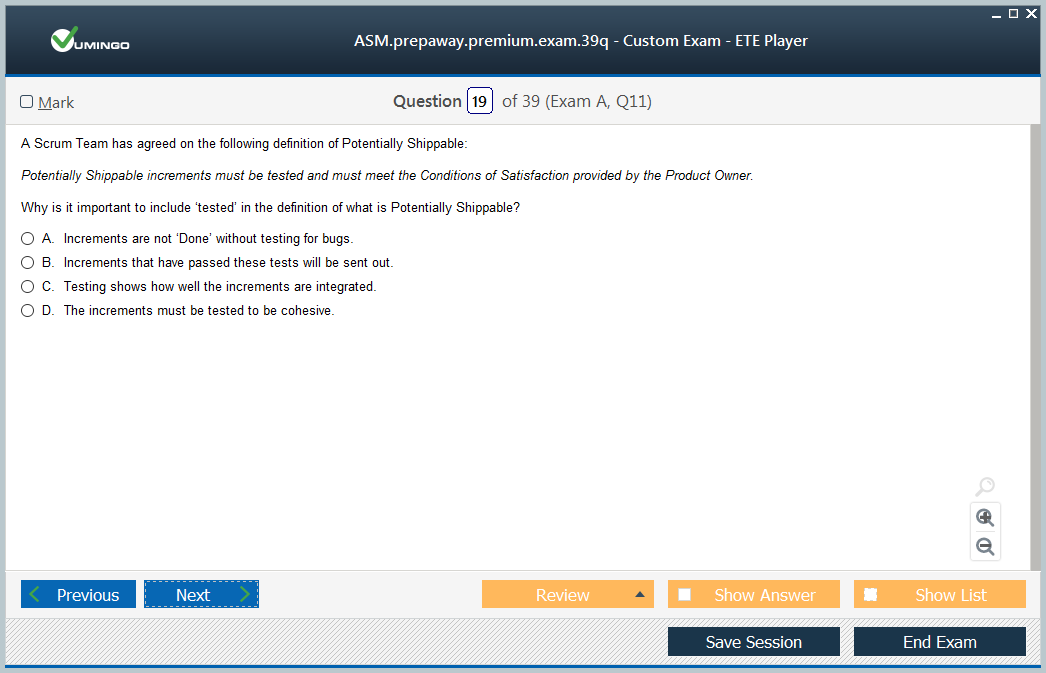 VUMINGO
ASM.prepaway.premium.exam.39q - Custom Exam - ETE Player
Mark
Question 19 of 39 (Exam A, Q11)
A Scrum Team has agreed on the following definition of Potentially Shippable:
Potentially Shippable increments must be tested and must meet the Conditions of Satisfaction provided by the Product Owner.
Why is it important to include ‘tested’ in the definition of what is Potentially Shippable?
A. Increments are not ‘Done’ without testing for bugs.
B. Increments that have passed these tests will be sent out.
C. Testing shows how well the increments are integrated.
D. The increments must be tested to be cohesive.
Previous Next Review Show Answer Show List
Save Session End Exam